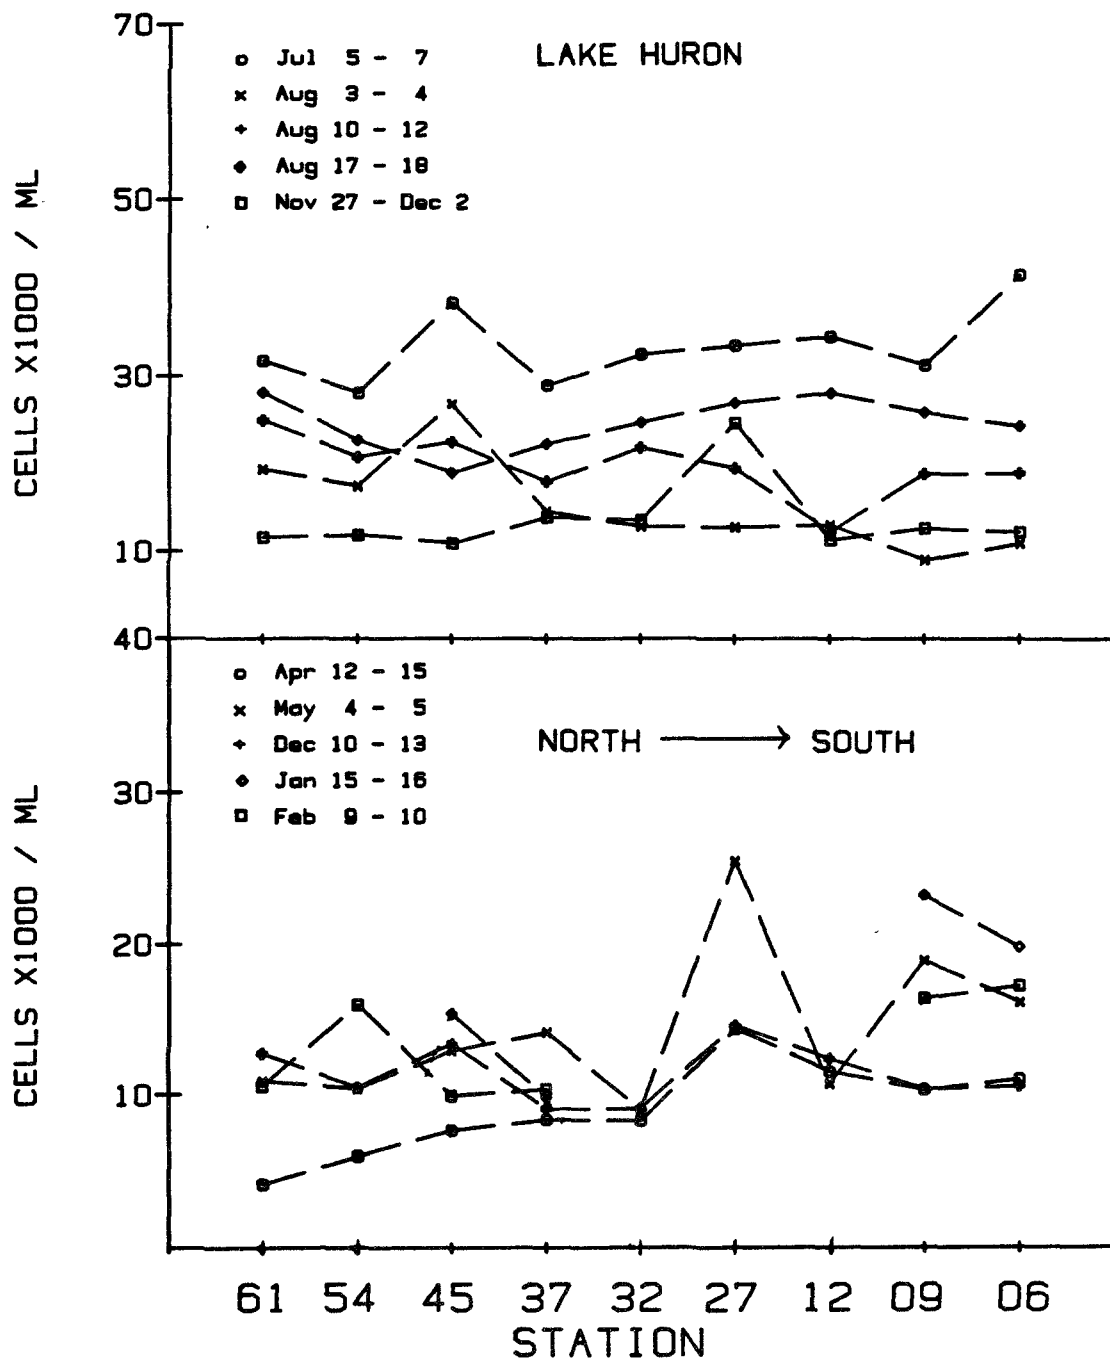 LAKE HURON
70
50
30
10
CELLS X1000 / ML
Jul 5 - 7
Aug 3 - 4
Aug 10 - 12
Aug 17 - 18
Nov 27 - Dec 2
40
30
20
10
CELLS X1000 / ML
Apr 12 - 15
May 4 - 5
Dec 10 - 13
Jan 15 - 16
Feb 9 - 10
NORTH → SOUTH
61 54 45 37 32 27 12 09 06
STATION